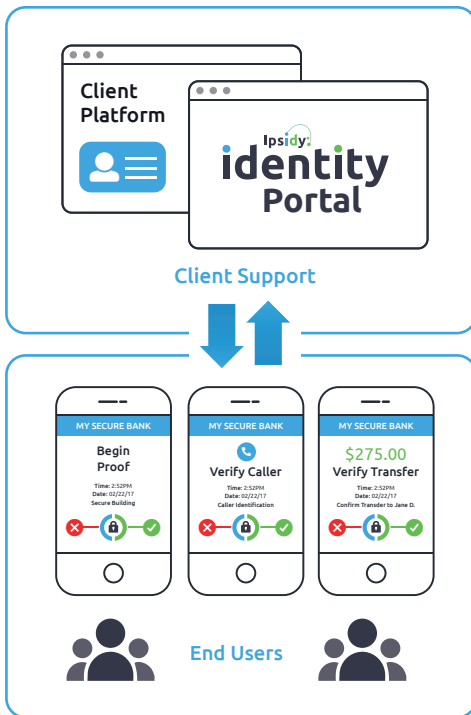 Client
Platform
Ipsidy
identity
Portal
Client Support
MY SECURE BANK
Begin
Proof
Time: 2:52PM
Date: 02/22/17
Secure Building
MY SECURE BANK
Verify Caller
Time: 2:52PM
Date: 02/22/17
Caller Identification
MY SECURE BANK
$275.00
Verify Transfer
Time: 2:52PM
Date: 02/22/17
Confirm Transder to Jane D.
End Users